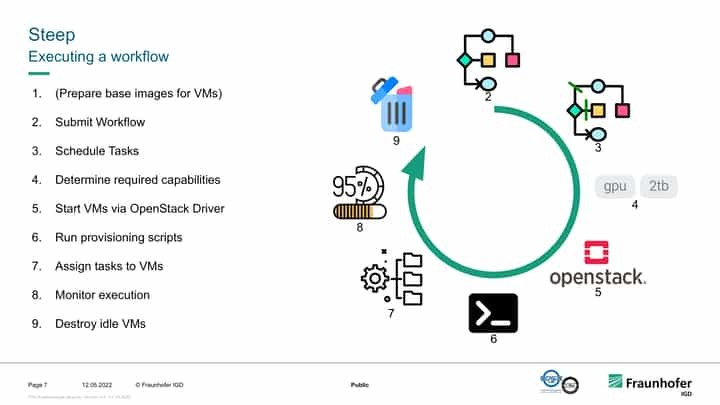 Steep
Executing a workflow
1. (Prepare base images for VMs)
2. Submit Workflow
3. Schedule Tasks
4. Determine required capabilities
5. Start VMs via OpenStack Driver
6. Run provisioning scripts
7. Assign tasks to VMs
8. Monitor execution
9. Destroy idle VMs
2
3
gpu 2tb
4
openstack.
5
>_
6
7
95%
8
9
Page 7 12.05.2022 © Fraunhofer IGD Public
Fraunhofer
IGD